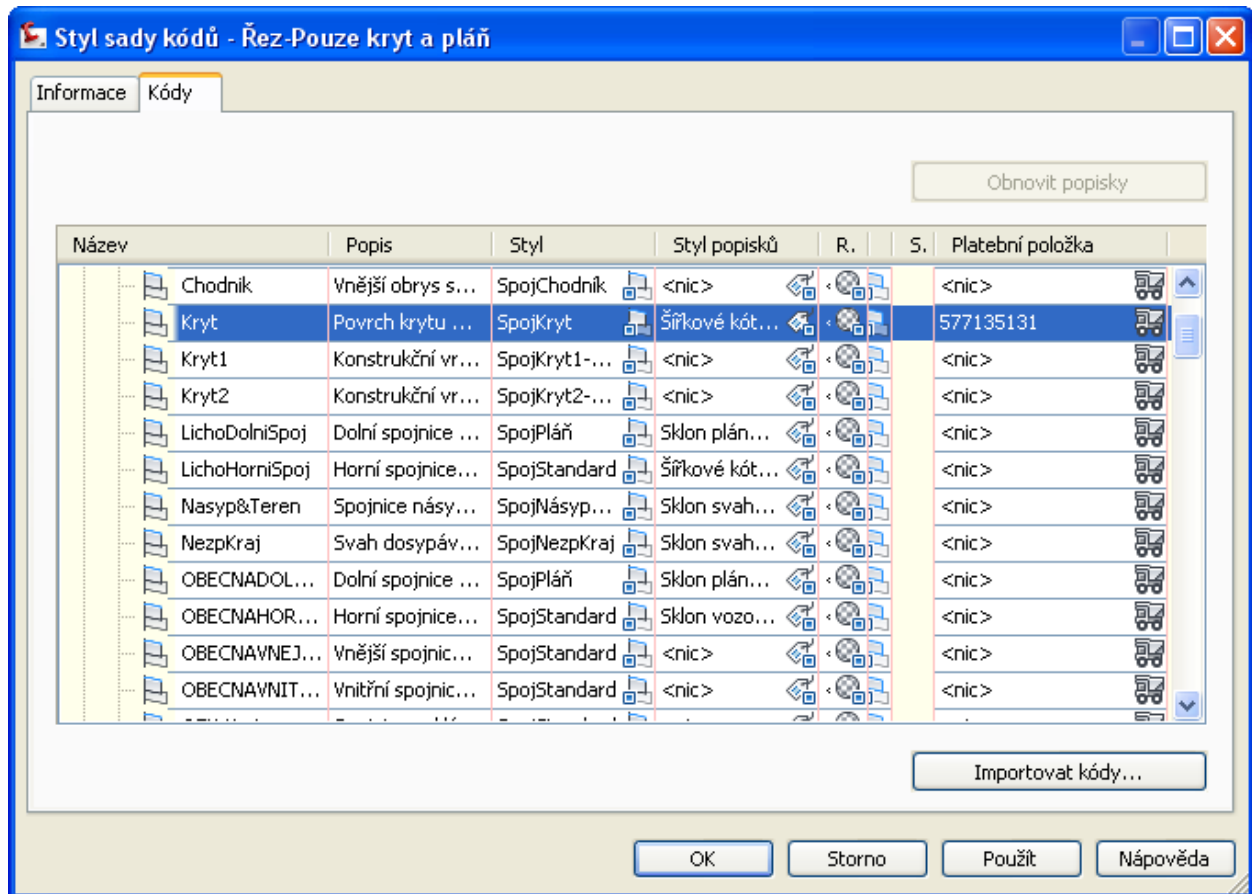 Styl sady kódů - Řez-Pouze kryt a pláň
Informace Kódy
Obnovit popisky
Název Popis Styl Styl popisků R. S. Platební položka
Chodnik Vnější obrys s... SpojChodník <nic> <nic>
Kryt Povrch krytu ... SpojKryt Šířkové kót... 577135131
Kryt1 Konstrukční vr... SpojKryt1-... <nic> <nic>
Kryt2 Konstrukční vr... SpojKryt2-... <nic> <nic>
LichoDolniSpoj Dolní spojnice ... SpojPláň Sklon plán... <nic>
LichoHorniSpoj Horní spojnice... SpojStandard Šířkové kót... <nic>
Nasyp&Teren Spojnice násy... SpojNásyp... Sklon svah... <nic>
NezpKraj Svah dosypáv... SpojNezpKraj Sklon svah... <nic>
OBECNADOL... Dolní spojnice ... SpojPláň Sklon plán... <nic>
OBECNAHOR... Horní spojnice... SpojStandard Sklon vozo... <nic>
OBECNAVNEJ... Vnější spojnic... SpojStandard <nic> <nic>
OBECNAVNIT... Vnitřní spojnic... SpojStandard <nic> <nic>
Importovat kódy...
OK Storno Použít Nápověda